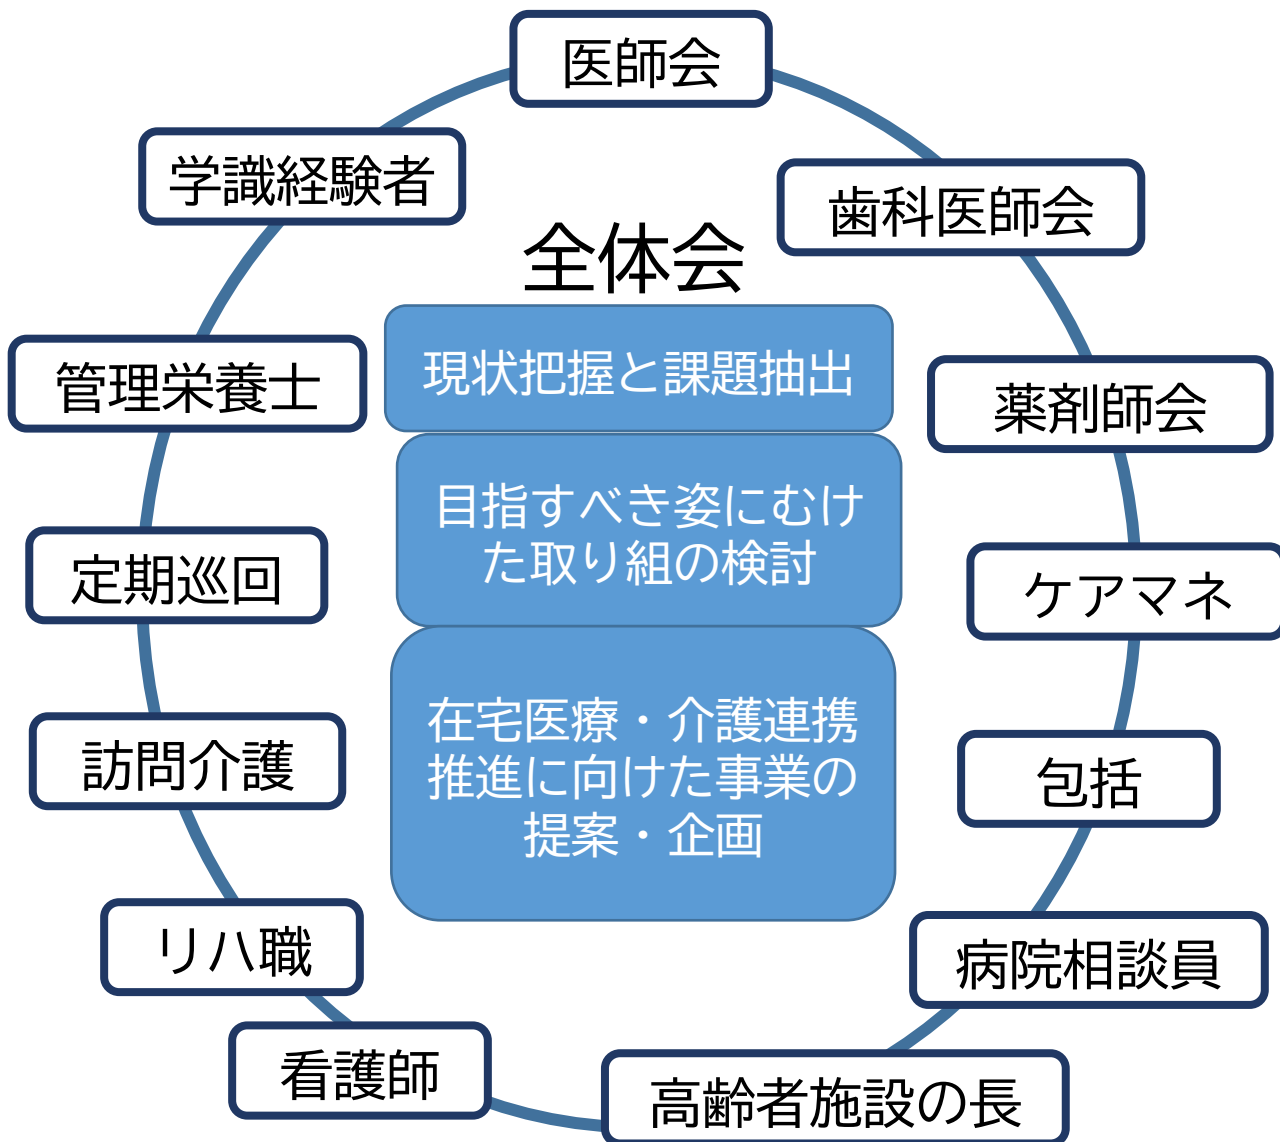 医師会
学識経験者
歯科医師会
全体会
現状把握と課題抽出
管理栄養士
薬剤師会
目指すべき姿にむけ
た取り組の検討
定期巡回
ケアマネ
在宅医療・介護連携
推進に向けた事業の
提案・企画
訪問介護
包括
リハ職
病院相談員
看護師
高齢者施設の長